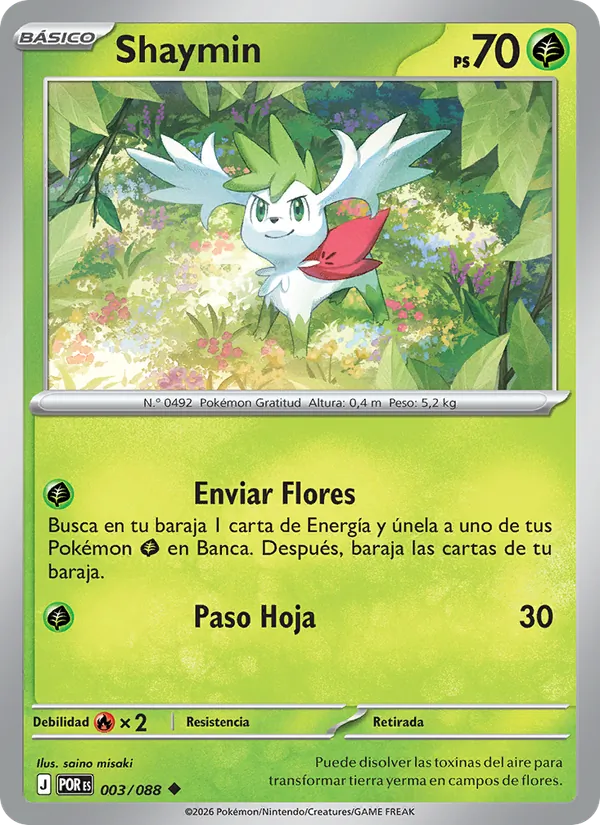 BÁSICO Shaymin PS 70
N.º 0492 Pokémon Gratitud Altura: 0,4 m Peso: 5,2 kg
Enviar Flores
Busca en tu baraja 1 carta de Energía y únela a uno de tus
Pokémon en Banca. Después, baraja las cartas de tu
baraja.
Paso Hoja 30
Debilidad ×2 Resistencia Retirada
Ilus. saino misaki
Puede disolver las toxinas del aire para
transformar tierra yerma en campos de flores.
J POR ES 003/088
©2026 Pokémon/Nintendo/Creatures/GAME FREAK